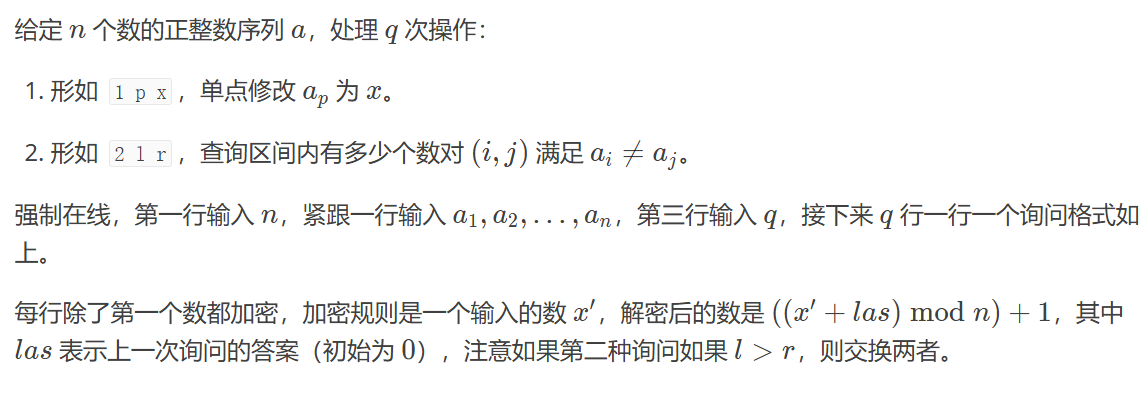 给定 n 个数的正整数序列 a，处理 q 次操作：
1. 形如 1 p x ，单点修改 a_p 为 x。
2. 形如 2 l r ，查询区间内有多少个数对 (i, j) 满足 a_i ≠ a_j。
强制在线，第一行输入 n，紧跟一行输入 a_1, a_2, . . . , a_n，第三行输入 q，接下来 q 行一行一个询问格式如
上。
每行除了第一个数都加密，加密规则是一个输入的数 x′，解密后的数是 ((x′ + las) mod n) + 1，其中
las 表示上一次询问的答案（初始为 0），注意如果第二种询问如果 l > r，则交换两者。